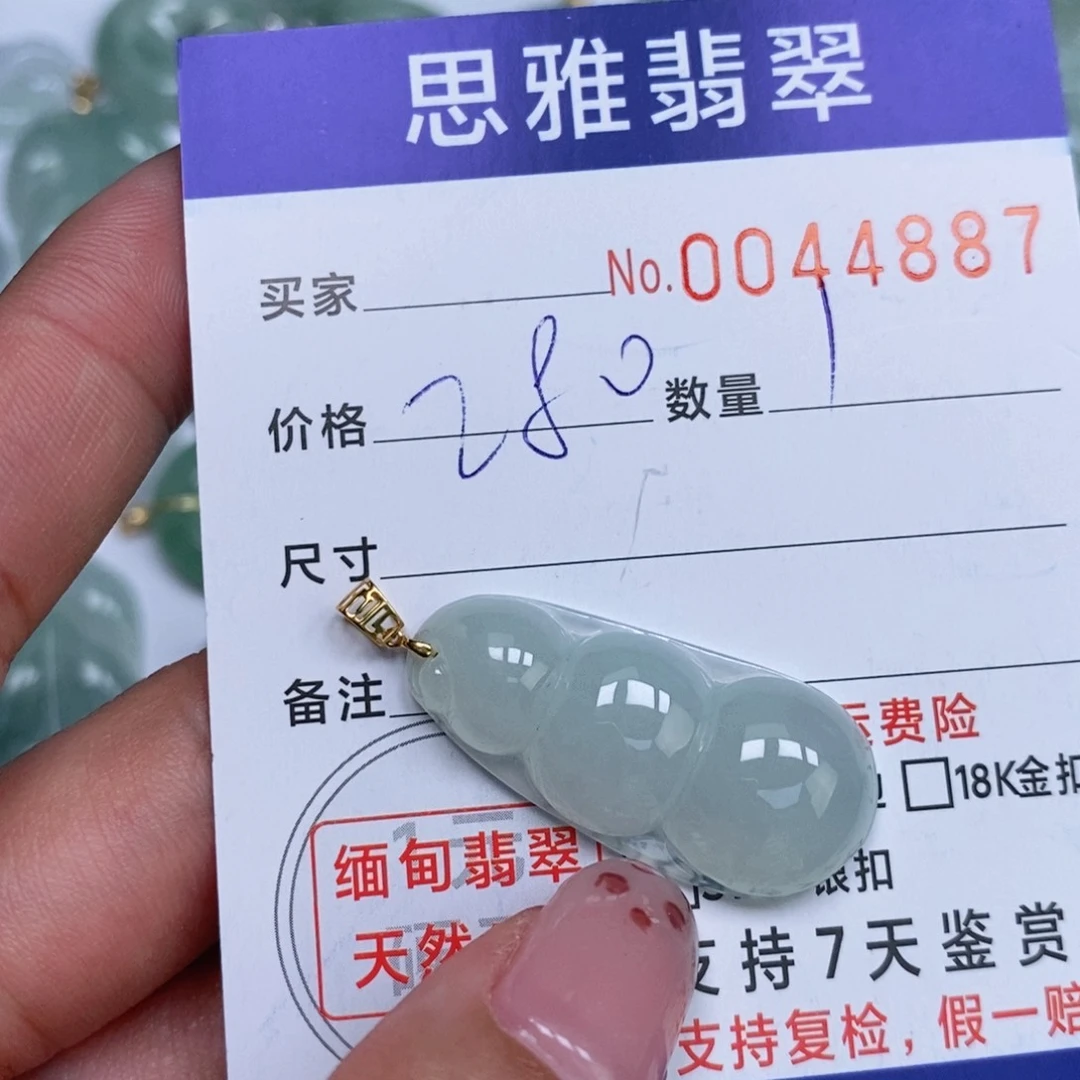 思雅翡翠
买家 No.0044887
价格 280 数量 1
尺寸
备注
运费险
18K金扣
银扣
缅甸翡翠
天然
支持7天鉴赏
支持复检，假一赔